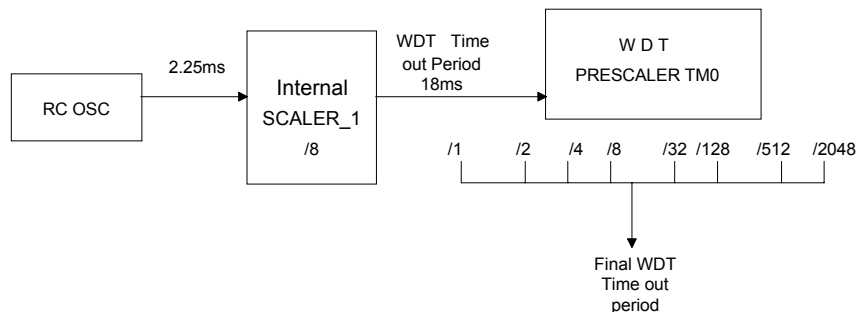 RC OSC
2.25ms
Internal
SCALER_1
/8
WDT Time
out Period
18ms
W D T
PRESCALER TM0
/1 /2 /4 /8 /32 /128 /512 /2048
Final WDT
Time out
period